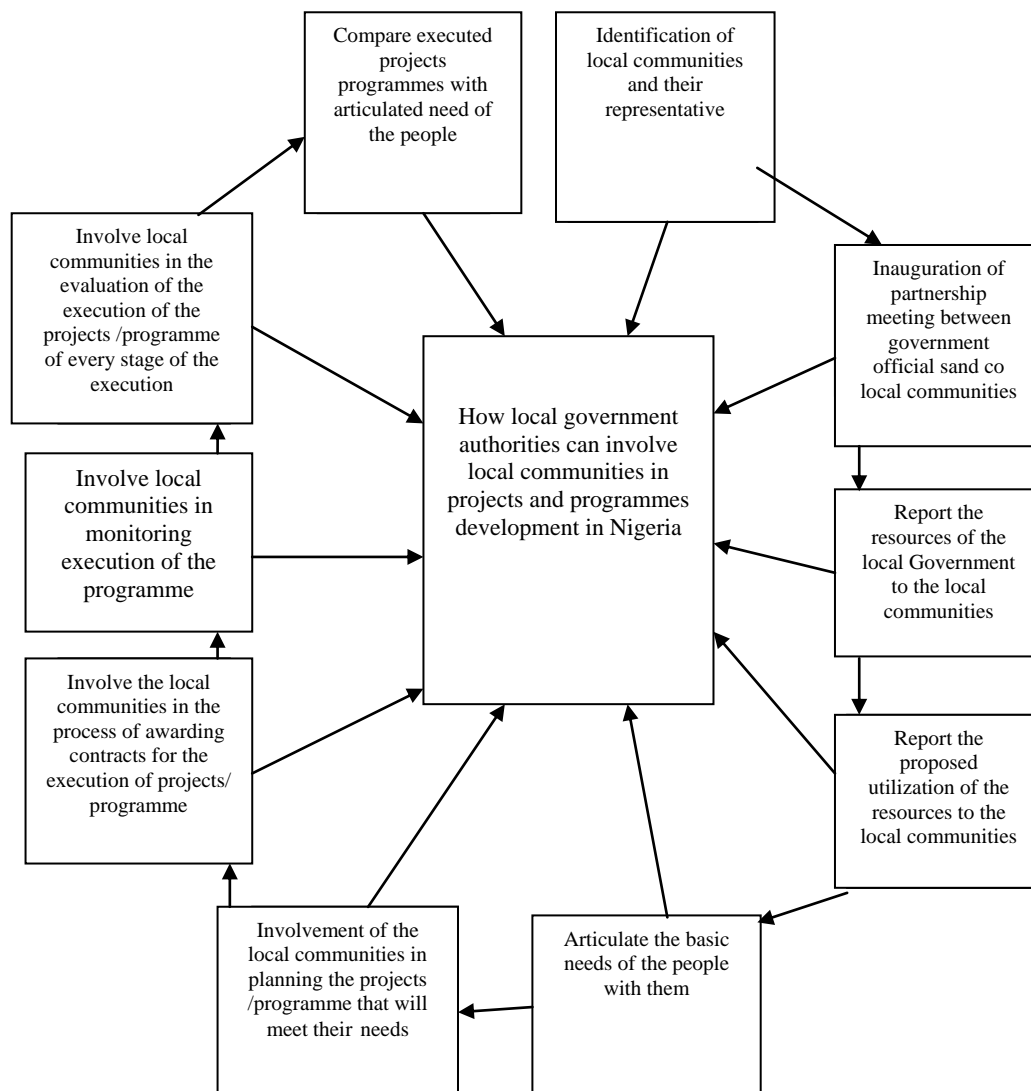 Compare executed
projects
programmes with
articulated need of
the people
Identification of
local communities
and their
representative
Inauguration of
partnership
meeting between
government
official sand co
local communities
Report the
resources of the
local Government
to the local
communities
Report the
proposed
utilization of the
resources to the
local communities
Articulate the basic
needs of the people
with them
Involvement of the
local communities in
planning the projects
/programme that will
meet their needs
Involve the local
communities in the
process of awarding
contracts for the
execution of projects/
programme
Involve local
communities in
monitoring
execution of the
programme
Involve local
communities in the
evaluation of the
execution of the
projects /programme
of every stage of the
execution
How local government
authorities can involve
local communities in
projects and programmes
development in Nigeria